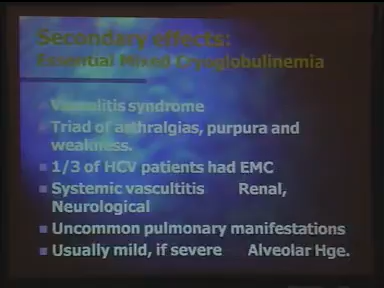 Secondary effects:
Essential Mixed Cryoglobulinemia
Vasculitis syndrome
Triad of arthralgias, purpura and
weakness.
1/3 of HCV patients had EMC
Systemic vascultitis Renal,
Neurological
Uncommon pulmonary manifestations
Usually mild, if severe Alveolar Hge.